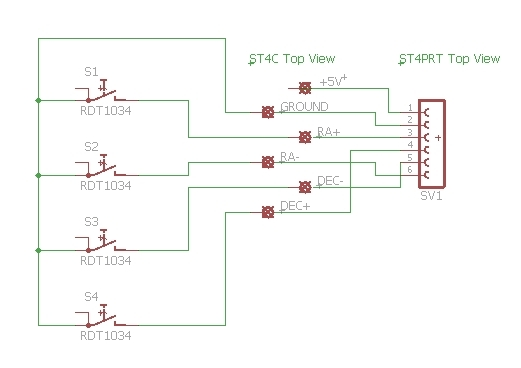 ST4C Top View
ST4PRT Top View
S1
RDT1034
+5V
GROUND
RA+
RA-
DEC-
DEC+
1
2
3
4
5
6
SV1
S2
RDT1034
S3
RDT1034
S4
RDT1034